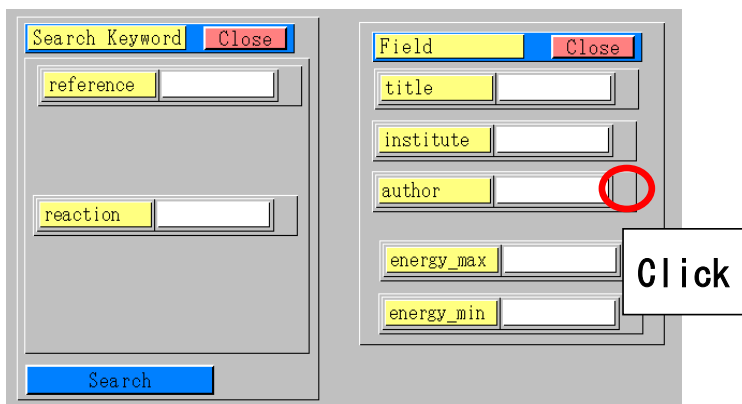 Search Keyword Close
reference
reaction
Search
Field Close
title
institute
author
energy_max
energy_min
Click